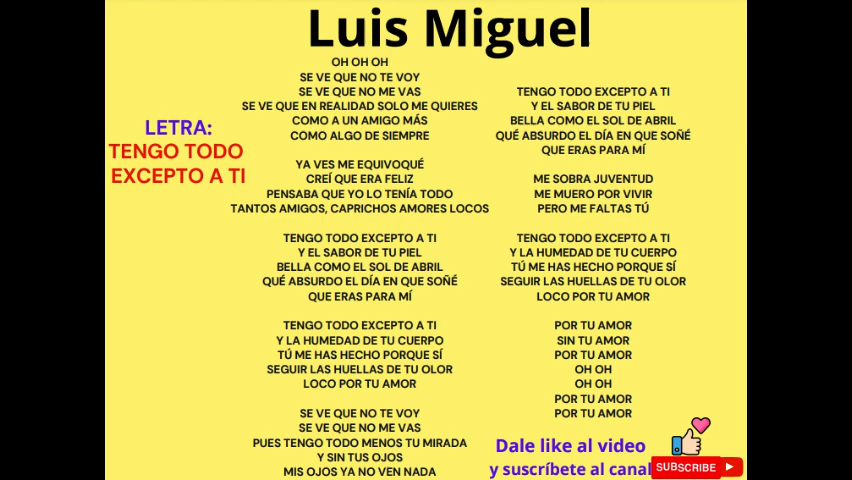 Luis Miguel
LETRA:
TENGO TODO
EXCEPTO A TI
OH OH OH
SE VE QUE NO TE VOY
SE VE QUE NO ME VAS
SE VE QUE EN REALIDAD SOLO ME QUIERES
COMO A UN AMIGO MÁS
COMO ALGO DE SIEMPRE
YA VES ME EQUIVOQUÉ
CREÍ QUE ERA FELIZ
PENSABA QUE YO LO TENÍA TODO
TANTOS AMIGOS, CAPRICHOS AMORES LOCOS
TENGO TODO EXCEPTO A TI
Y EL SABOR DE TU PIEL
BELLA COMO EL SOL DE ABRIL
QUÉ ABSURDO EL DÍA EN QUE SOÑÉ
QUE ERAS PARA MÍ
TENGO TODO EXCEPTO A TI
Y LA HUMEDAD DE TU CUERPO
TÚ ME HAS HECHO PORQUE SÍ
SEGUIR LAS HUELLAS DE TU OLOR
LOCO POR TU AMOR
SE VE QUE NO TE VOY
SE VE QUE NO ME VAS
PUES TENGO TODO MENOS TU MIRADA
Y SIN TUS OJOS
MIS OJOS YA NO VEN NADA
TENGO TODO EXCEPTO A TI
Y EL SABOR DE TU PIEL
BELLA COMO EL SOL DE ABRIL
QUÉ ABSURDO EL DÍA EN QUE SOÑÉ
QUE ERAS PARA MÍ
ME SOBRA JUVENTUD
ME MUERO POR VIVIR
PERO ME FALTAS TÚ
TENGO TODO EXCEPTO A TI
Y LA HUMEDAD DE TU CUERPO
TÚ ME HAS HECHO PORQUE SÍ
SEGUIR LAS HUELLAS DE TU OLOR
LOCO POR TU AMOR
POR TU AMOR
SIN TU AMOR
POR TU AMOR
OH OH
OH OH
POR TU AMOR
POR TU AMOR
Dale like al video
y suscríbete al canal
SUBSCRIBE